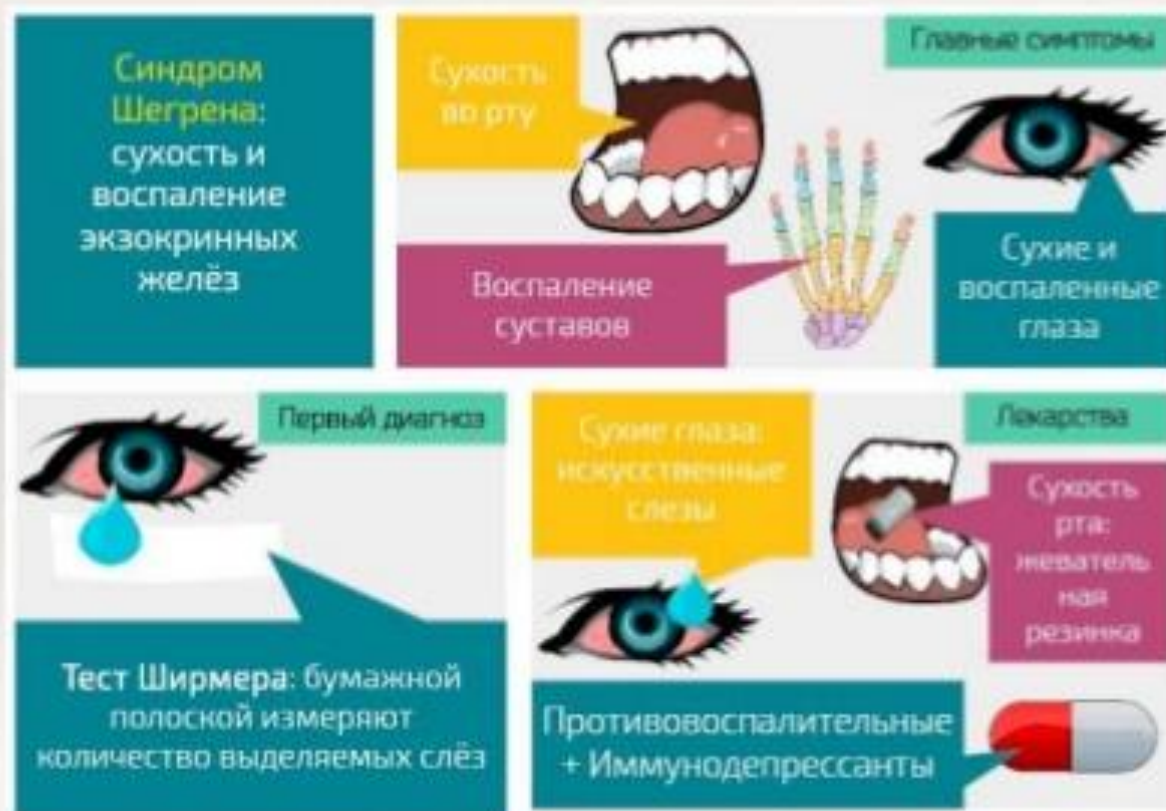 Синдром
Шегрена:
сухость и
воспаление
экзокринных
желёз
Главные симптомы
Сухость
во рту
Воспаление
суставов
Сухие и
воспаленные
глаза
Первый диагноз
Тест Ширмера: бумажной
полоской измеряют
количество выделяемых слёз
Лекарства
Сухие глаза:
искусственные
слезы
Сухость
рта:
жеватель
ная
резинка
Противовоспалительные
+ Иммунодепрессанты